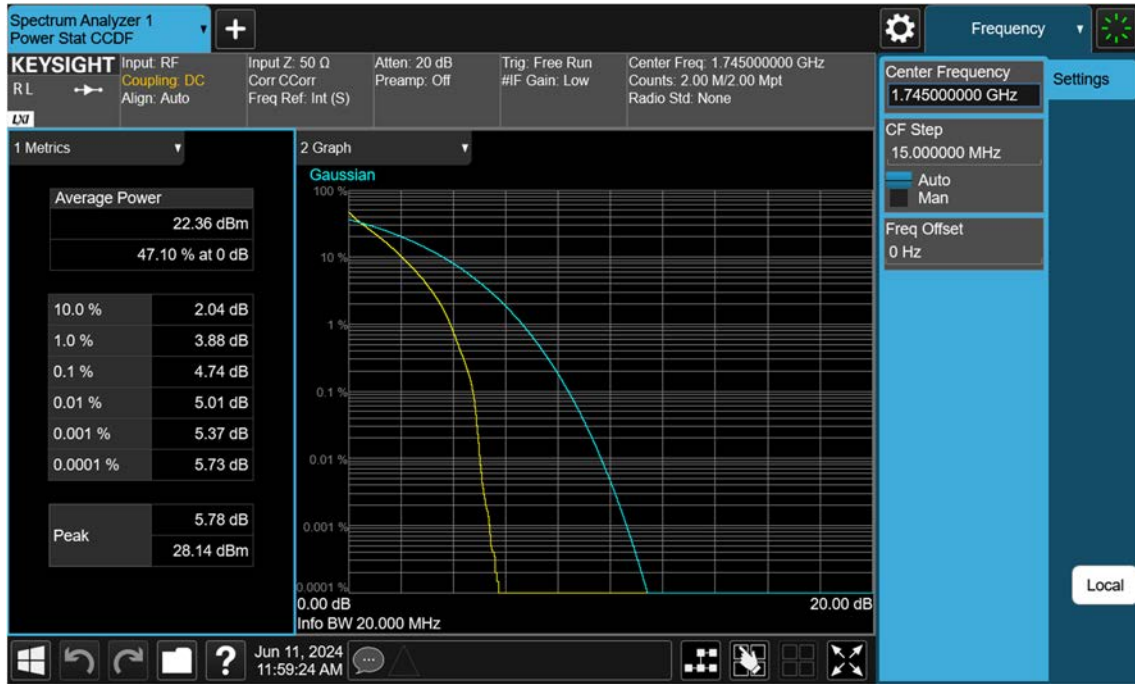 Spectrum Analyzer 1
Power Stat CCDF
Frequency
KEYSIGHT
RL
LXI
Input: RF
Coupling: DC
Align: Auto
Input Z: 50 Ω
Corr CCorr
Freq Ref: Int (S)
Atten: 20 dB
Preamp: Off
Trig: Free Run
#IF Gain: Low
Center Freq: 1.745000000 GHz
Counts: 2.00 M/2.00 Mpt
Radio Std: None
Center Frequency
1.745000000 GHz
Settings
CF Step
15.000000 MHz
Auto
Man
Freq Offset
0 Hz
Local
1 Metrics
Average Power
22.36 dBm
47.10 % at 0 dB
10.0 % 2.04 dB
1.0 % 3.88 dB
0.1 % 4.74 dB
0.01 % 5.01 dB
0.001 % 5.37 dB
0.0001 % 5.73 dB
Peak
5.78 dB
28.14 dBm
2 Graph
Gaussian
100 %
10 %
1 %
0.1 %
0.01 %
0.001 %
0.0001 %
0.00 dB 20.00 dB
Info BW 20.000 MHz
?
Jun 11, 2024
11:59:24 AM